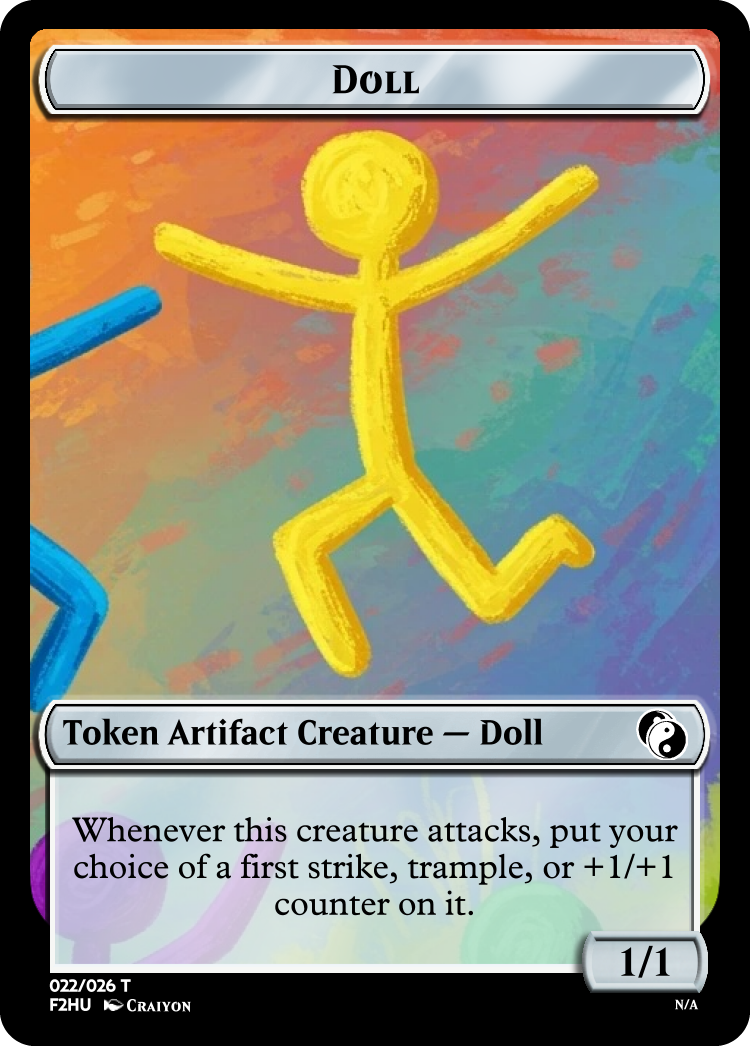 Doll
Token Artifact Creature — Doll
Whenever this creature attacks, put your
choice of a first strike, trample, or +1/+1
counter on it.
1/1
022/026 T
F2HU Craiyon
N/A